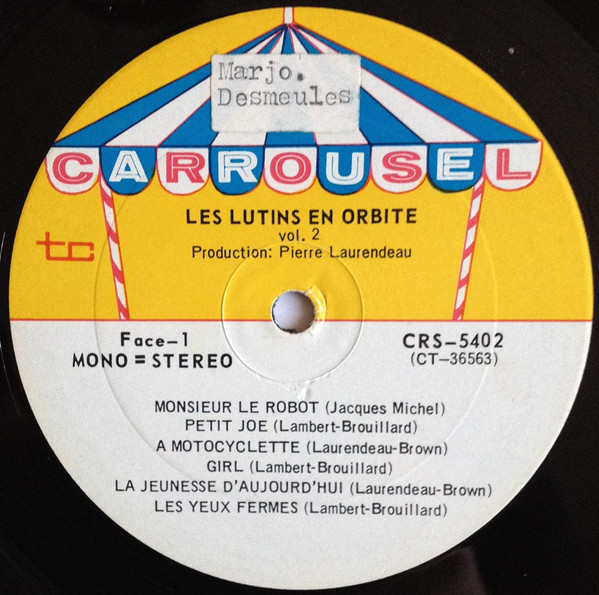 Marjo.
Desmeules
CARROUSEL
LES LUTINS EN ORBITE
vol. 2
Production: Pierre Laurendeau
tc
Face-1
MONO = STEREO
CRS-5402
(CT-36563)
MONSIEUR LE ROBOT (Jacques Michel)
PETIT JOE (Lambert-Brouillard)
A MOTOCYCLETTE (Laurendeau-Brown)
GIRL (Lambert-Brouillard)
LA JEUNESSE D'AUJOURD'HUI (Laurendeau-Brown)
LES YEUX FERMES (Lambert-Brouillard)